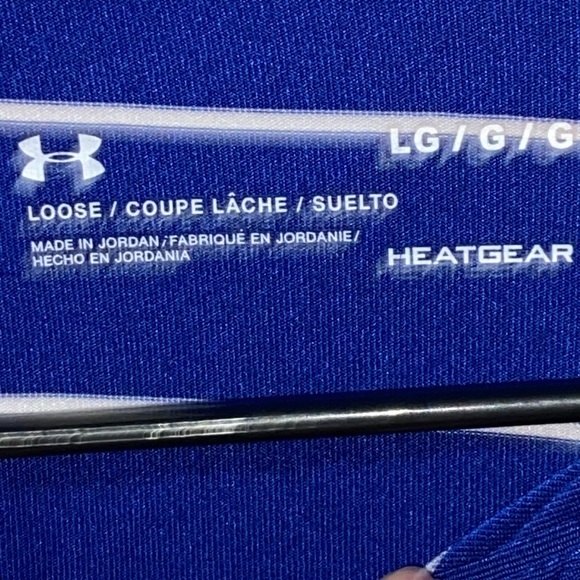 LG / G / G
LOOSE / COUPE LÂCHE / SUELTO
MADE IN JORDAN / FABRIQUÉ EN JORDANIE /
HECHO EN JORDANIA
HEATGEAR